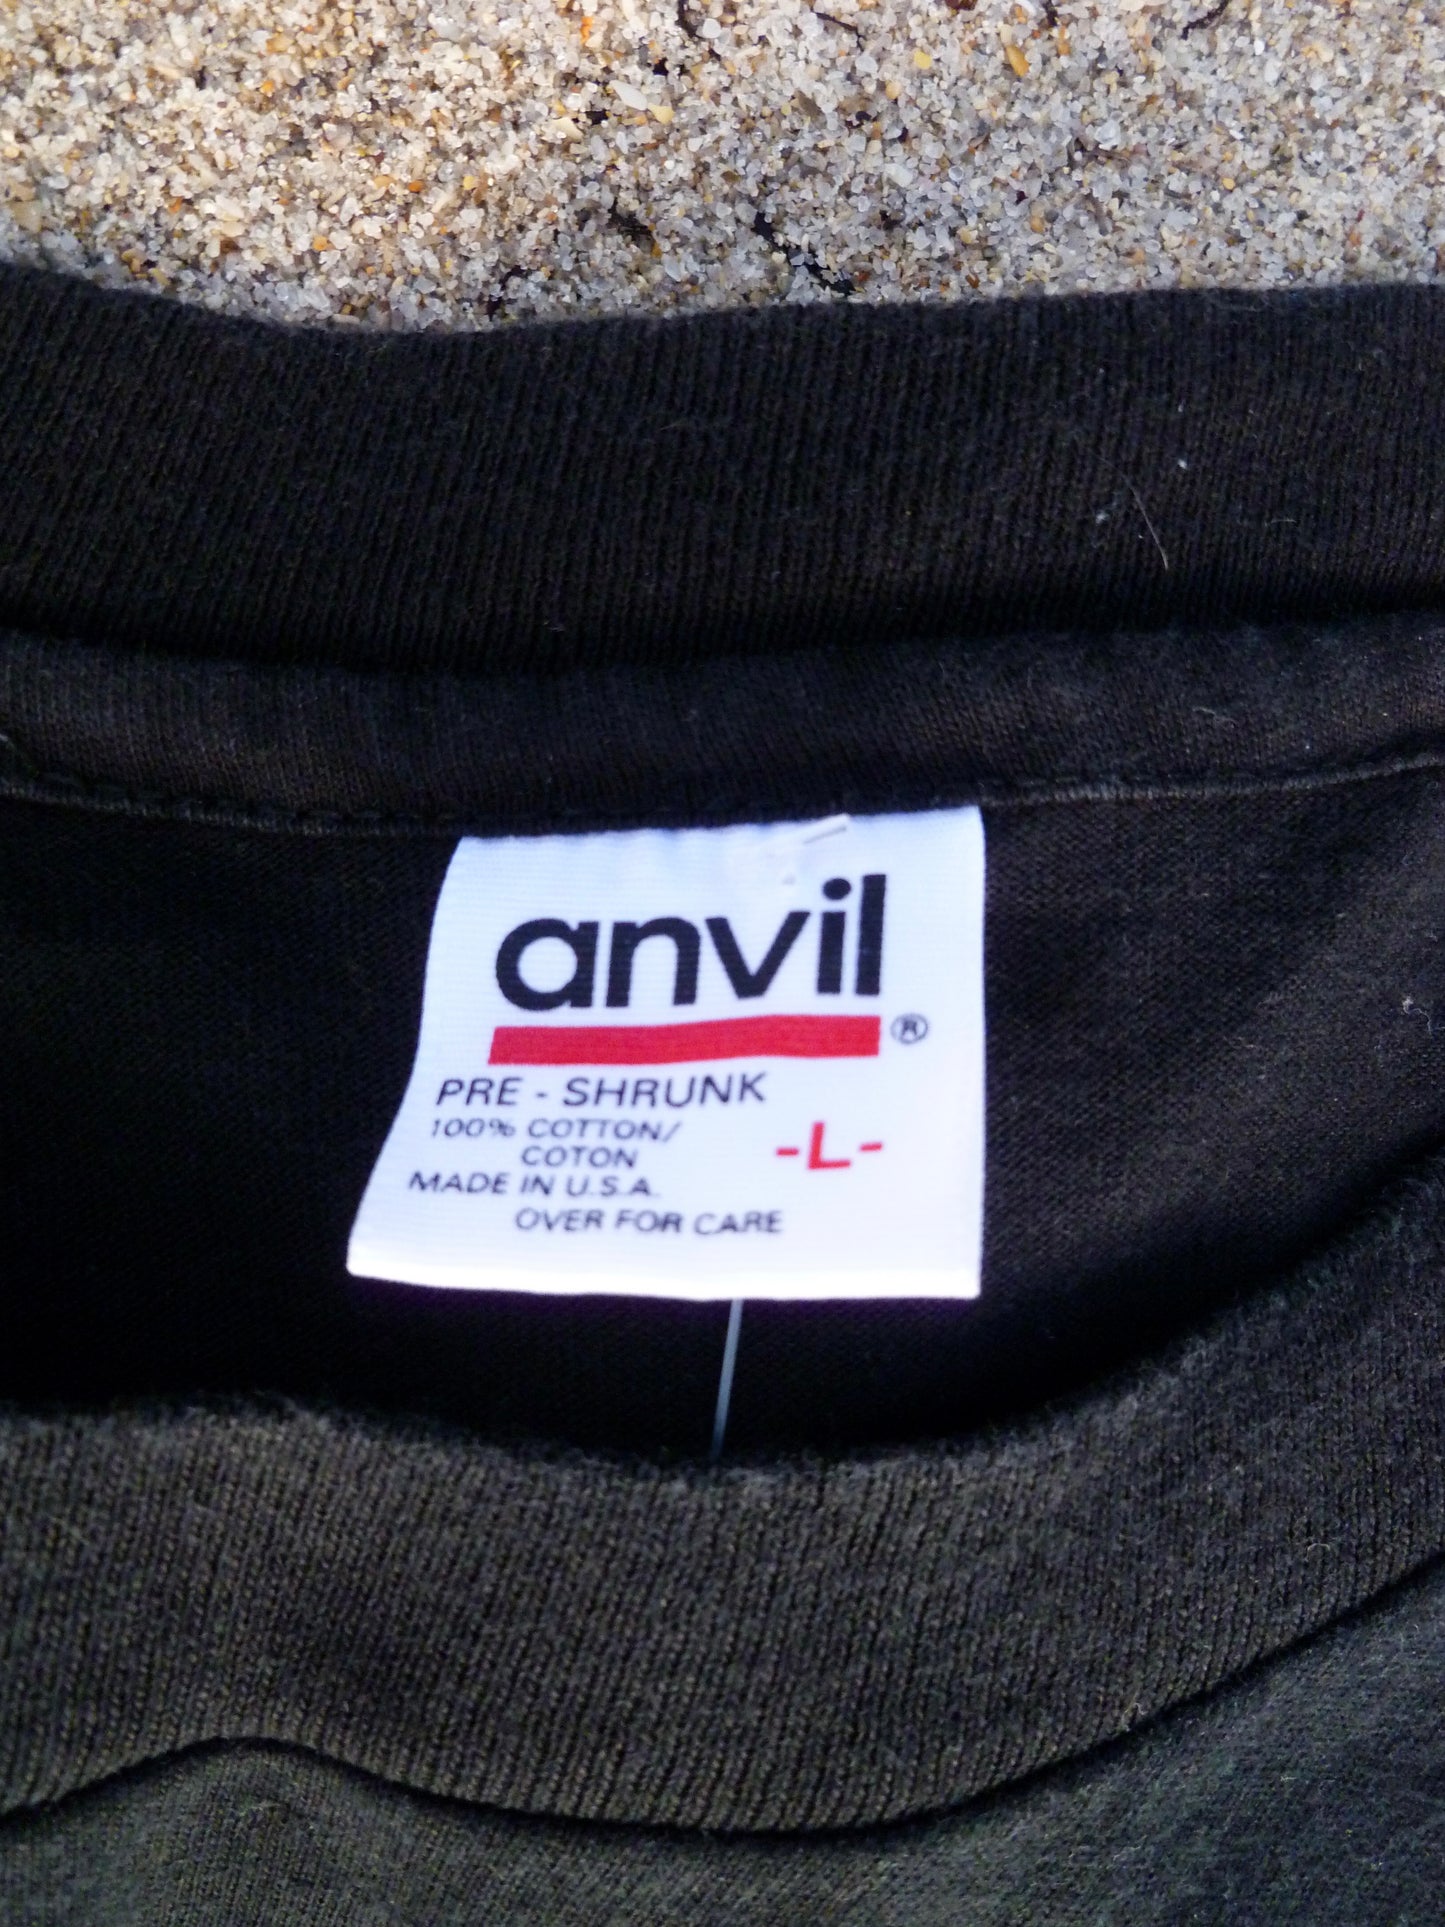 anvil®
PRE - SHRUNK
100% COTTON/
COTON
-L-
MADE IN U.S.A.
OVER FOR CARE